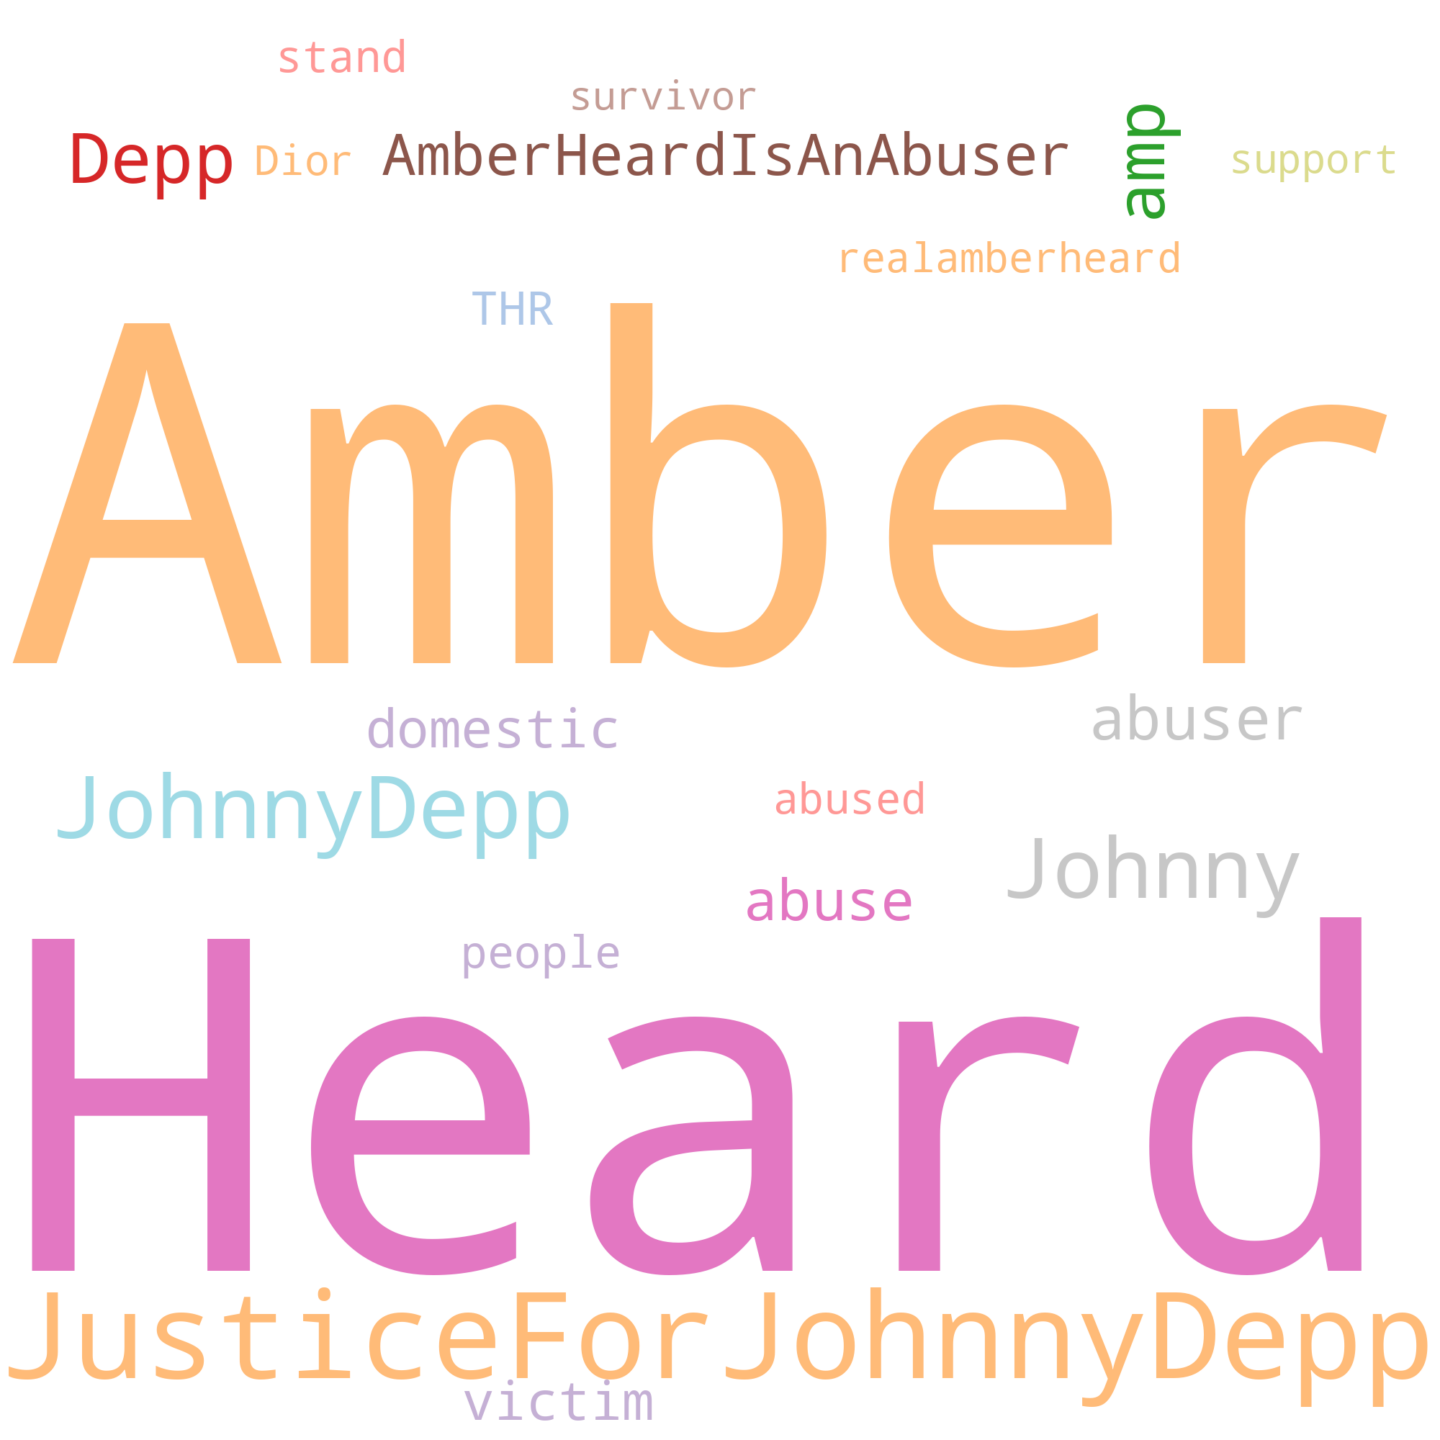 stand
survivor
Depp Dior AmberHeardIsAnAbuser amp support
realamberheard
THR
Amber
domestic abuser
JohnnyDepp abused
Johnny
abuse
people
Heard
JusticeForJohnnyDepp
victim